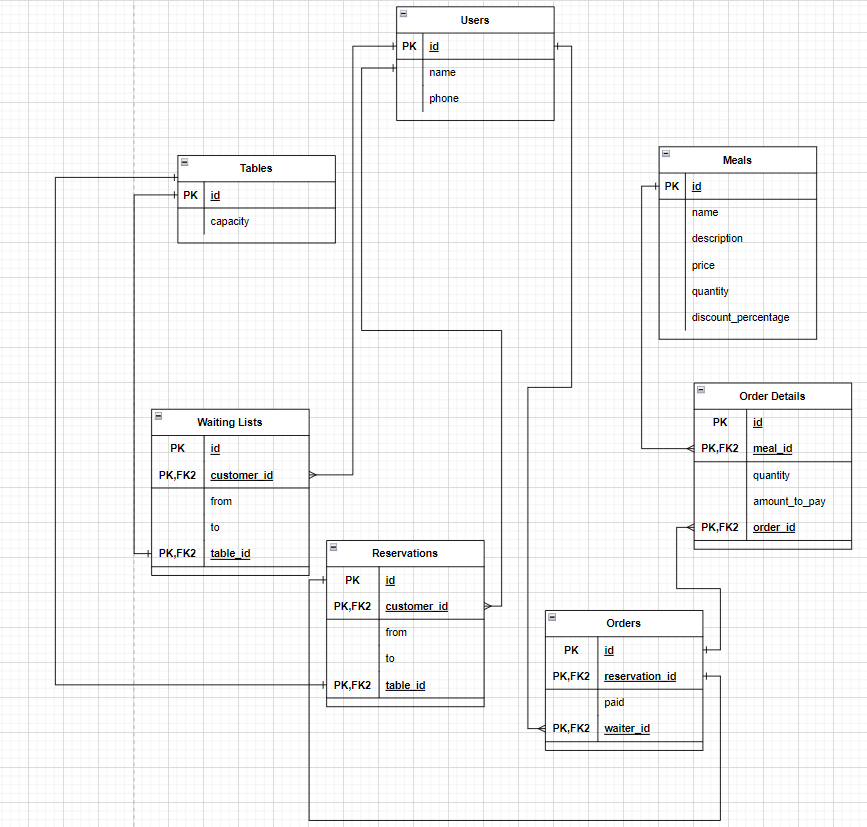 Users
PK id
name
phone
Tables
PK id
capacity
Meals
PK id
name
description
price
quantity
discount_percentage
Order Details
PK id
PK,FK2 meal_id
quantity
amount_to_pay
PK,FK2 order_id
Waiting Lists
PK id
PK,FK2 customer_id
from
to
PK,FK2 table_id
Reservations
PK id
PK,FK2 customer_id
from
to
PK,FK2 table_id
Orders
PK id
PK,FK2 reservation_id
paid
PK,FK2 waiter_id